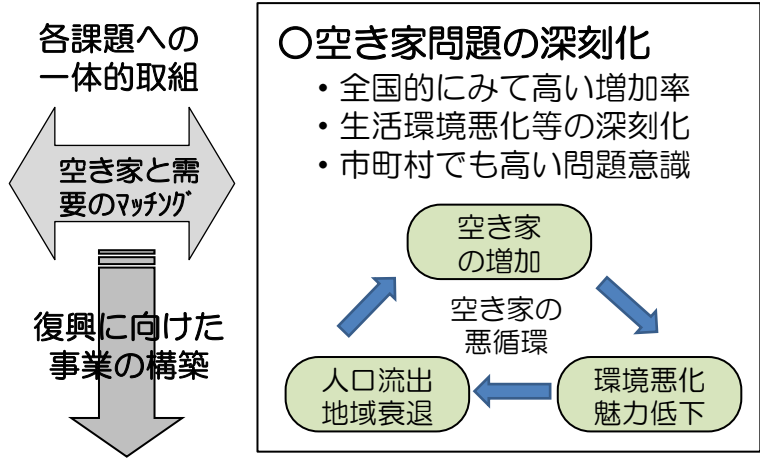 各課題への
一体的取組
空き家と需
要のﾏｯﾁﾝｸﾞ
復興に向けた
事業の構築
〇空き家問題の深刻化
・全国的にみて高い増加率
・生活環境悪化等の深刻化
・市町村でも高い問題意識
空き家
の増加
空き家の
悪循環
人口流出
地域衰退
環境悪化
魅力低下